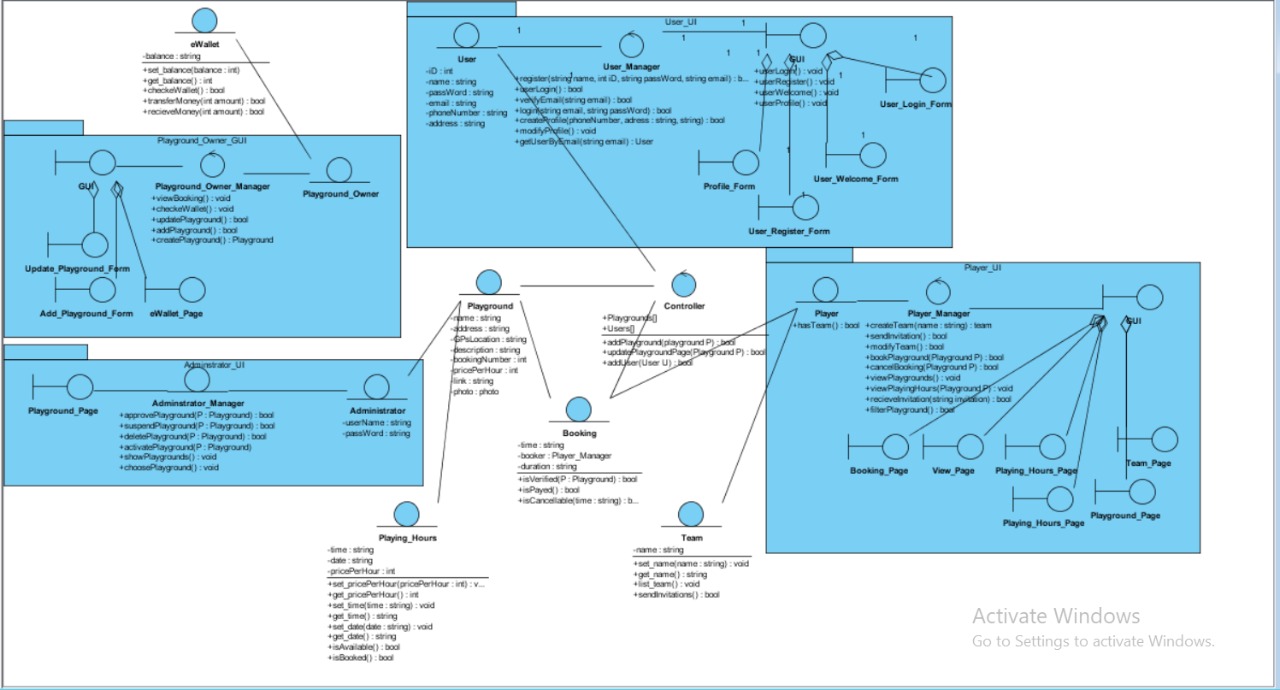 eWallet
-balance : string
+set_balance(balance : int)
+get_balance() : int
+checkeWallet() : bool
+transferMoney(int amount) : bool
+recieveMoney(int amount) : bool
User_UI
1
1
1
1
1
1
1
1
1
1
1
User
-iD : int
-name : string
-passWord : string
-email : string
-phoneNumber : string
-address : string
User_Manager
+register(string name, int iD, string passWord, string email) : b...
+userLogin() : bool
+verifyEmail(string email) : bool
+login(string email, string passWord) : bool
+createProfile(phoneNumber, adress : string, string) : bool
+modifyProfile() : void
+getUserByEmail(string email) : User
GUI
+userLogin() : void
+userRegister() : void
+userWelcome() : void
+userProfile() : void
User_Login_Form
Profile_Form
User_Welcome_Form
User_Register_Form
Playground_Owner_GUI
GUI
Playground_Owner_Manager
+viewBooking() : void
+checkeWallet() : void
+updatePlayground() : bool
+addPlayground() : bool
+createPlayground() : Playground
Playground_Owner
Update_Playground_Form
Add_Playground_Form
eWallet_Page
Adminstrator_UI
Playground_Page
Adminstrator_Manager
+approvePlayground(P : Playground) : bool
+suspendPlayground(P : Playground) : bool
+deletePlayground(P : Playground) : bool
+activatePlayground(P : Playground)
+showPlaygrounds() : void
+choosePlayground() : void
Administrator
-userName : string
-passWord : string
Playground
-name : string
-address : string
-GPsLocation : string
-description : string
-bookingNumber : int
-pricePerHour : int
-link : string
-photo : photo
Controller
+Playgrounds[]
+Users[]
+addPlayground(playground P) : bool
+updatePlaygroundPage(Playground P) : bool
+addUser(User U) : bool
Player_UI
Player
+hasTeam() : bool
Player_Manager
+createTeam(name : string) : team
+sendInvitation() : bool
+modifyTeam() : bool
+bookPlayground(Playground P) : bool
+cancelBooking(Playground P) : bool
+viewPlaygrounds() : void
+viewPlayingHours(Playground P) : void
+recieveInvitation(string invitation) : bool
+filterPlayground() : bool
GUI
Booking_Page
View_Page
Playing_Hours_Page
Team_Page
Playing_Hours_Page
Playground_Page
Booking
-time : string
-booker : Player_Manager
-duration : string
+isVerified(P : Playground) : bool
+isPayed() : bool
+isCancellable(time : string) : b...
Playing_Hours
-time : string
-date : string
-pricePerHour : int
+set_pricePerHour(pricePerHour : int) : v...
+get_pricePerHour() : int
+set_time(time : string) : void
+get_time() : string
+set_date(date : string) : void
+get_date() : string
+isAvailable() : bool
+isBooked() : bool
Team
-name : string
+set_name(name : string) : void
+get_name() : string
+list_team() : void
+sendInvitations() : bool
Activate Windows
Go to Settings to activate Windows.